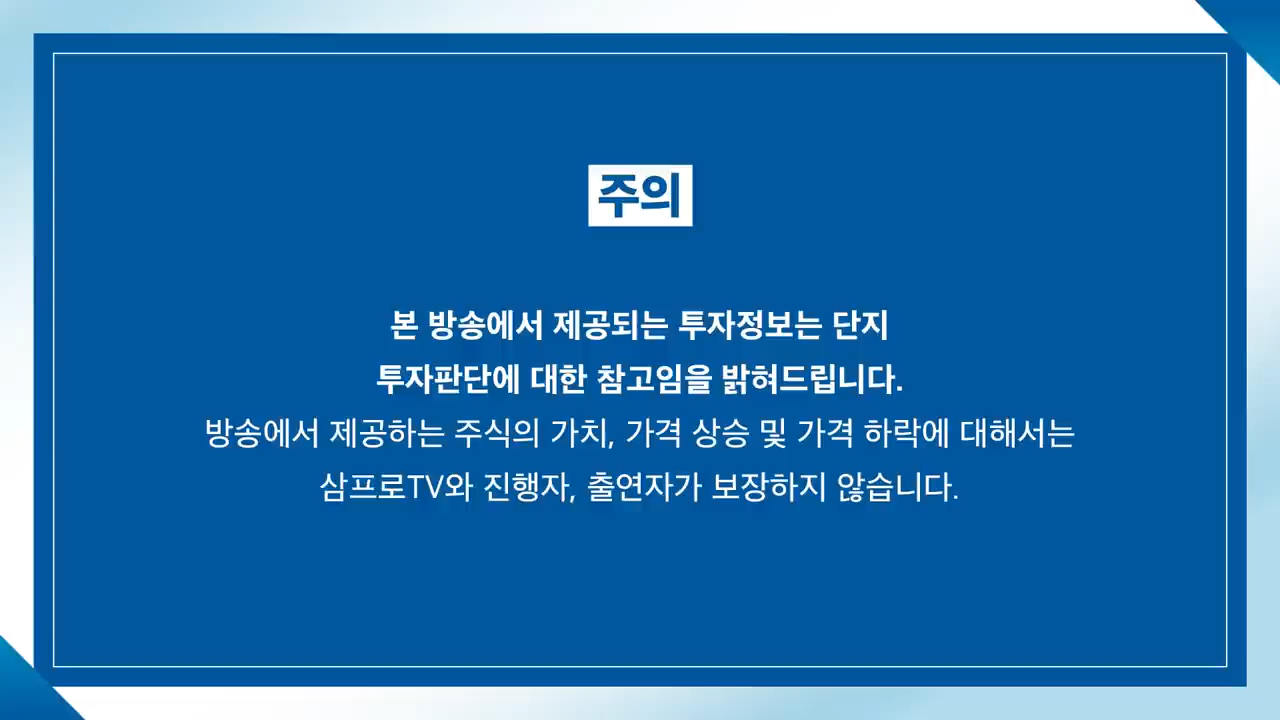 주의
본 방송에서 제공되는 투자정보는 단지
투자판단에 대한 참고임을 밝혀드립니다.
방송에서 제공하는 주식의 가치, 가격 상승 및 가격 하락에 대해서는
삼프로TV와 진행자, 출연자가 보장하지 않습니다.